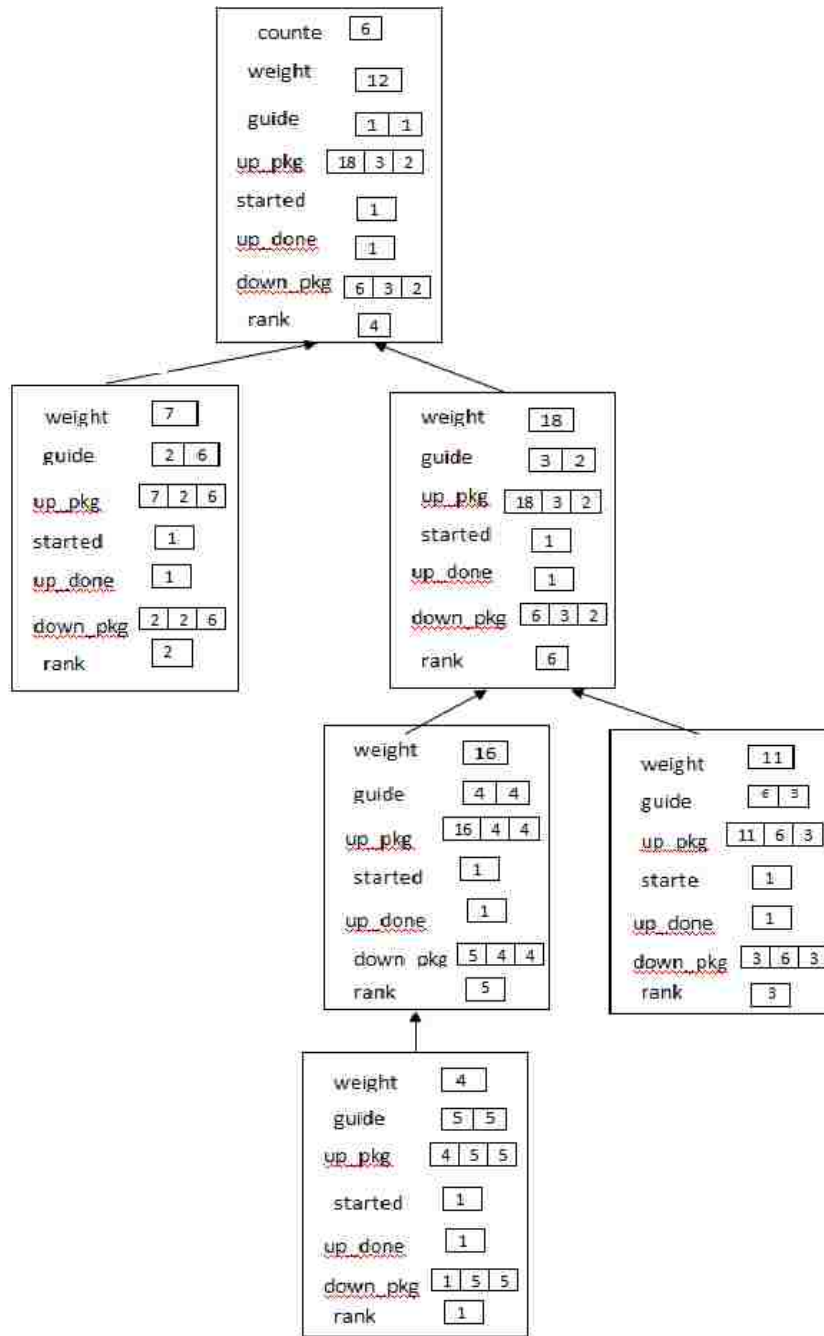 counte 6
weight 12
guide 1 1
up_pkg 18 3 2
started 1
up_done 1
down_pkg 6 3 2
rank 4
weight 7
guide 2 6
up_pkg 7 2 6
started 1
up_done 1
down_pkg 2 2 6
rank 2
weight 18
guide 3 2
up_pkg 18 3 2
started 1
up_done 1
down_pkg 6 3 2
rank 6
weight 16
guide 4 4
up_pkg 16 4 4
started 1
up_done 1
down_pkg 5 4 4
rank 5
weight 11
guide 6 3
up_pkg 11 6 3
starte 1
up_done 1
down_pkg 3 6 3
rank 3
weight 4
guide 5 5
up_pkg 4 5 5
started 1
up_done 1
down_pkg 1 5 5
rank 1